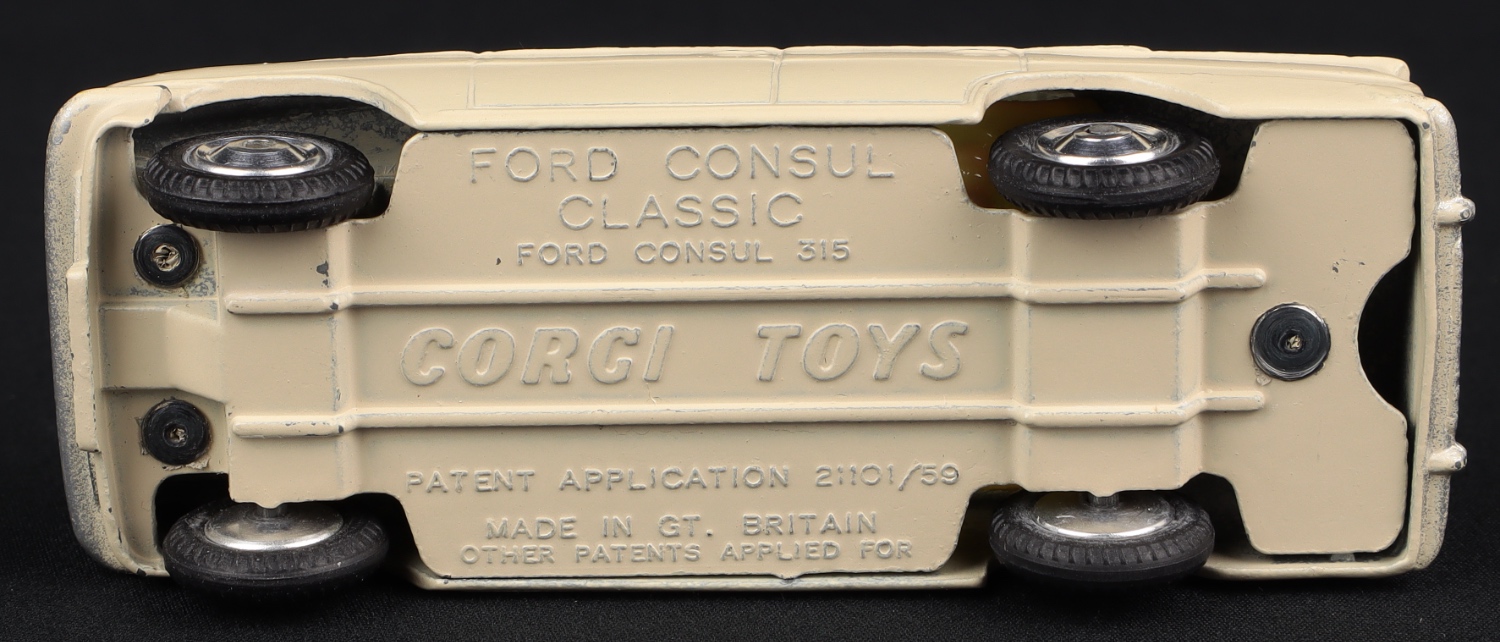 FORD CONSUL
CLASSIC
FORD CONSUL 315
CORGI TOYS
PATENT APPLICATION 21101/59
MADE IN GT. BRITAIN
OTHER PATENTS APPLIED FOR